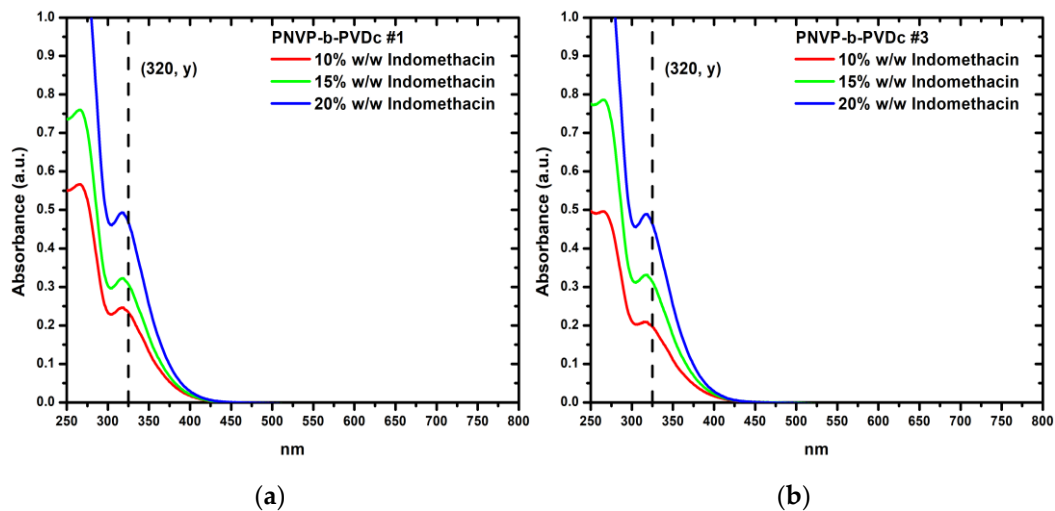 PNVP-b-PVDc #1
10% w/w Indomethacin
15% w/w Indomethacin
20% w/w Indomethacin
(320, y)
Absorbance (a.u.)
1.0
0.9
0.8
0.7
0.6
0.5
0.4
0.3
0.2
0.1
0.0
250 300 350 400 450 500 550 600 650 700 750 800
nm
(a)
PNVP-b-PVDc #3
10% w/w Indomethacin
15% w/w Indomethacin
20% w/w Indomethacin
(320, y)
Absorbance (a.u.)
1.0
0.9
0.8
0.7
0.6
0.5
0.4
0.3
0.2
0.1
0.0
250 300 350 400 450 500 550 600 650 700 750 800
nm
(b)